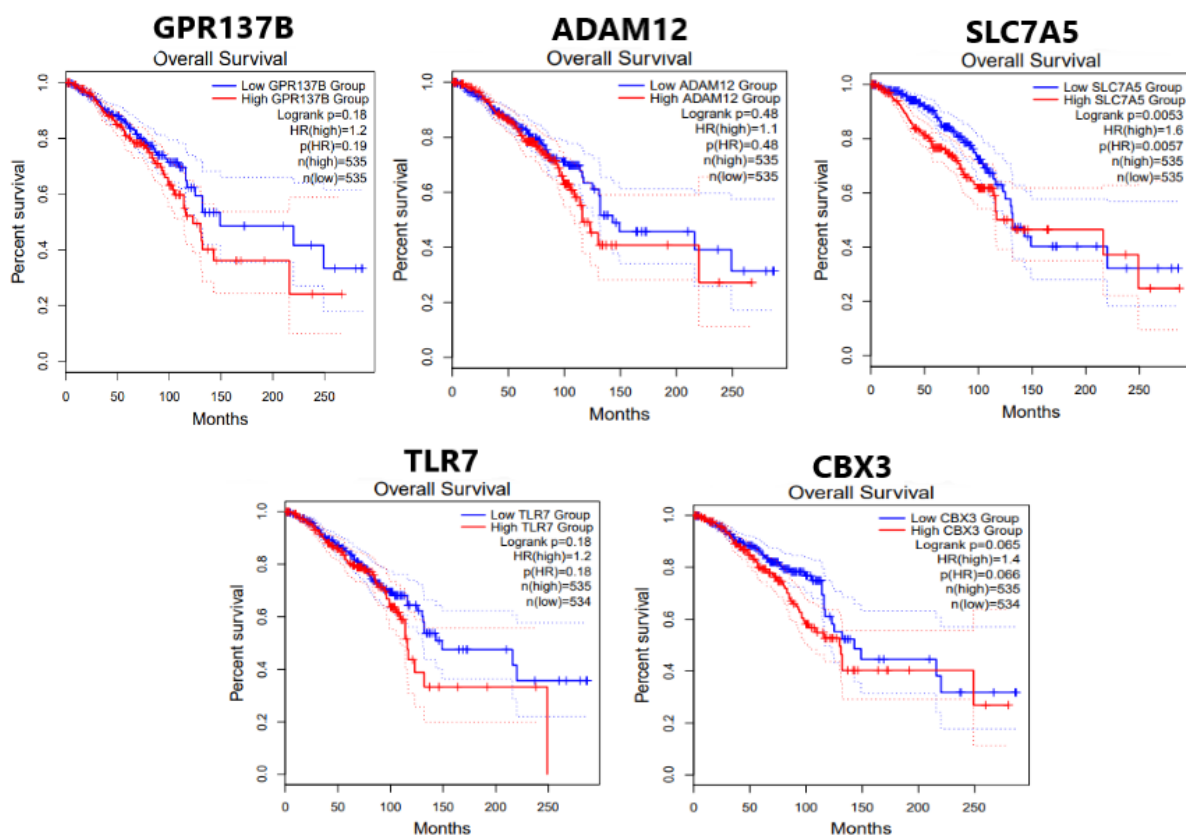 GPR137B
Overall Survival
Low GPR137B Group
High GPR137B Group
Logrank p=0.18
HR(high)=1.2
p(HR)=0.19
n(high)=535
n(low)=535
Percent survival
1.0
0.8
0.6
0.4
0.2
0.0
0 50 100 150 200 250
Months
ADAM12
Overall Survival
Low ADAM12 Group
High ADAM12 Group
Logrank p=0.48
HR(high)=1.1
p(HR)=0.48
n(high)=535
n(low)=535
Percent survival
1.0
0.8
0.6
0.4
0.2
0.0
0 50 100 150 200 250
Months
SLC7A5
Overall Survival
Low SLC7A5 Group
High SLC7A5 Group
Logrank p=0.0053
HR(high)=1.6
p(HR)=0.0057
n(high)=535
n(low)=535
Percent survival
1.0
0.8
0.6
0.4
0.2
0.0
0 50 100 150 200 250
Months
TLR7
Overall Survival
Low TLR7 Group
High TLR7 Group
Logrank p=0.18
HR(high)=1.2
p(HR)=0.18
n(high)=535
n(low)=534
Percent survival
1.0
0.8
0.6
0.4
0.2
0.0
0 50 100 150 200 250
Months
CBX3
Overall Survival
Low CBX3 Group
High CBX3 Group
Logrank p=0.065
HR(high)=1.4
p(HR)=0.066
n(high)=535
n(low)=534
Percent survival
1.0
0.8
0.6
0.4
0.2
0.0
0 50 100 150 200 250
Months